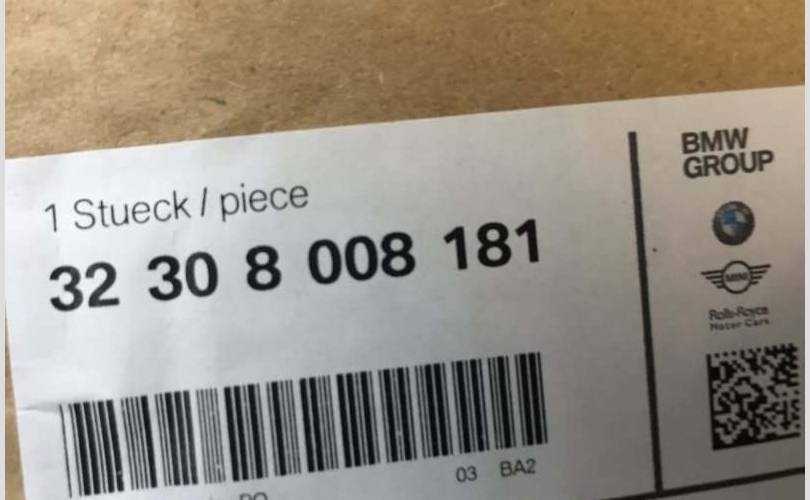 1 Stueck / piece
32 30 8 008 181
03 BA2
BMW
GROUP
MINI
Rolls-Royce
Motor Cars